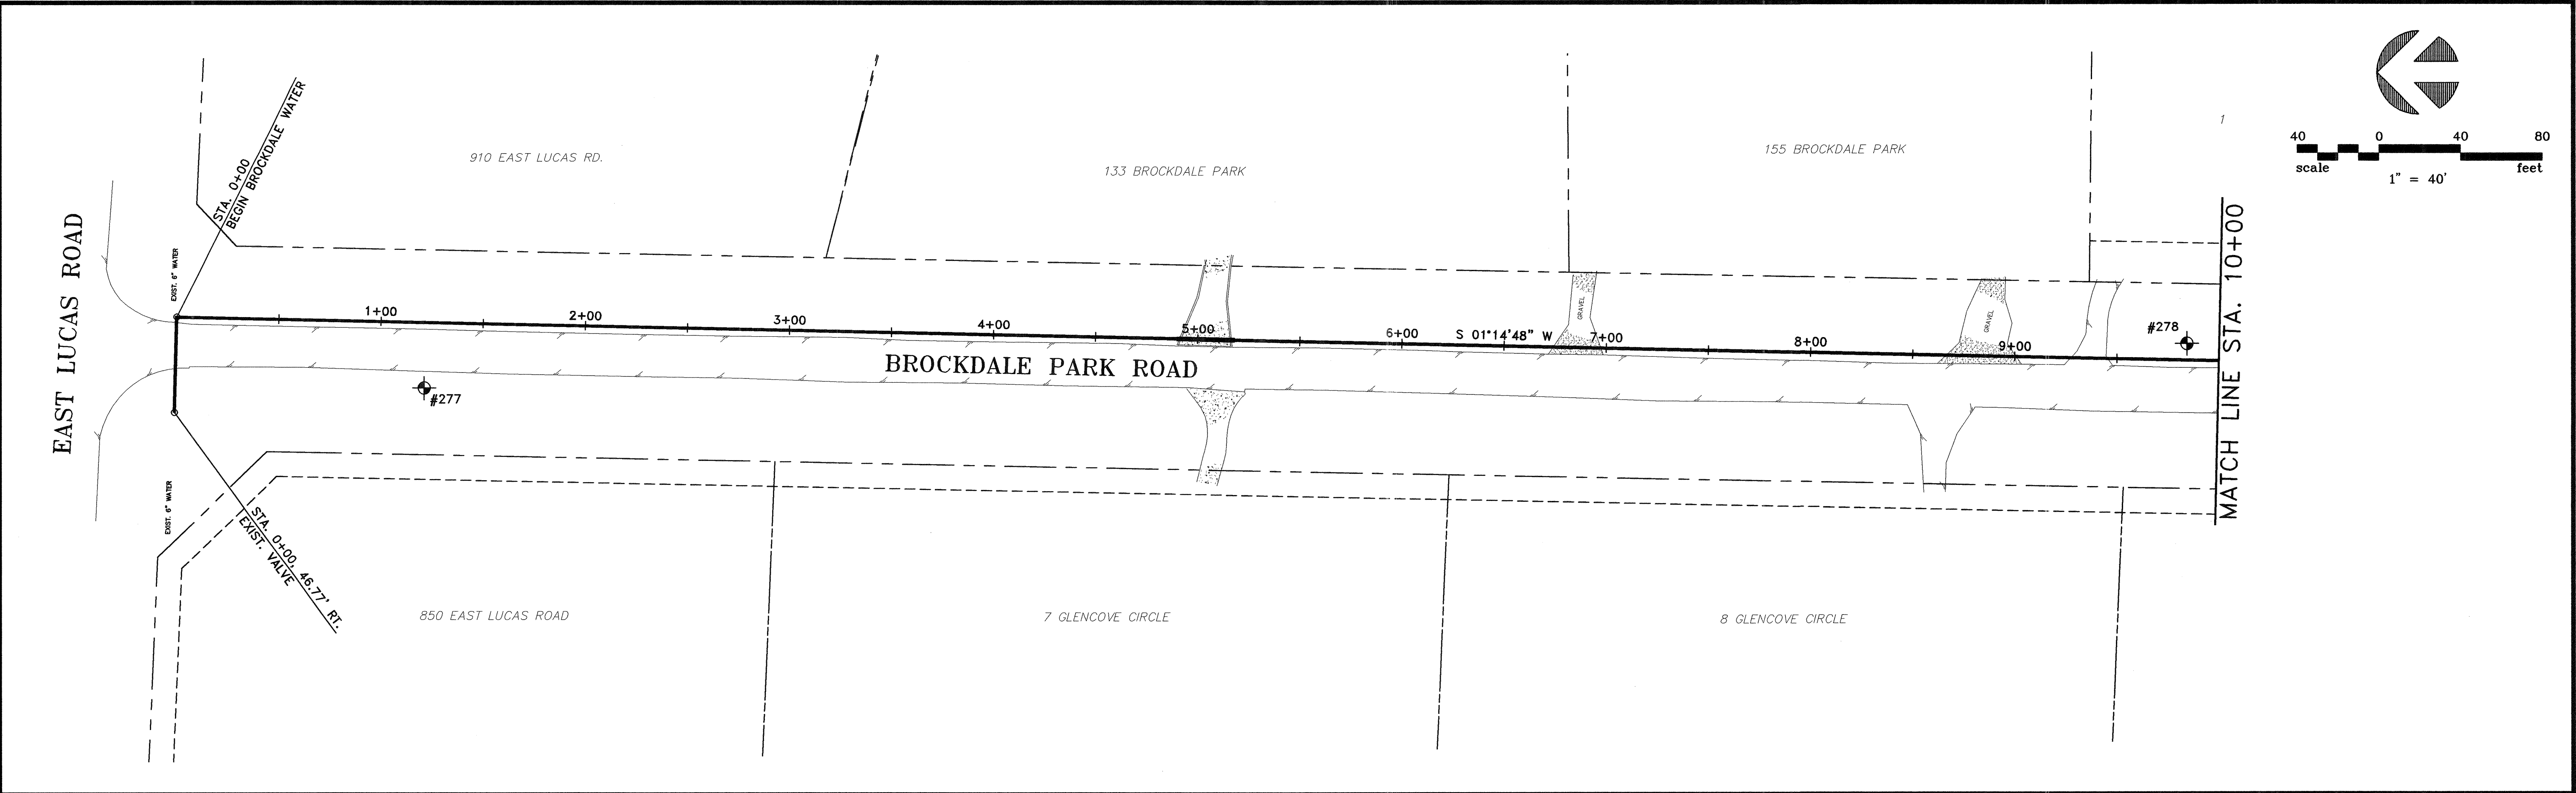 40 0 40 80
scale feet
1" = 40'
1
910 EAST LUCAS RD.
133 BROCKDALE PARK
155 BROCKDALE PARK
STA. 0+00
BEGIN BROCKDALE WATER
EAST LUCAS ROAD
EXIST. 6" WATER
1+00
2+00
3+00
4+00
5+00
6+00
S 01°14'48" W
7+00
8+00
9+00
GRAVEL
GRAVEL
#278
MATCH LINE STA. 10+00
BROCKDALE PARK ROAD
#277
EXIST. 6" WATER
STA. 0+00, 46.77' RT.
EXIST. VALVE
850 EAST LUCAS ROAD
7 GLENCOVE CIRCLE
8 GLENCOVE CIRCLE